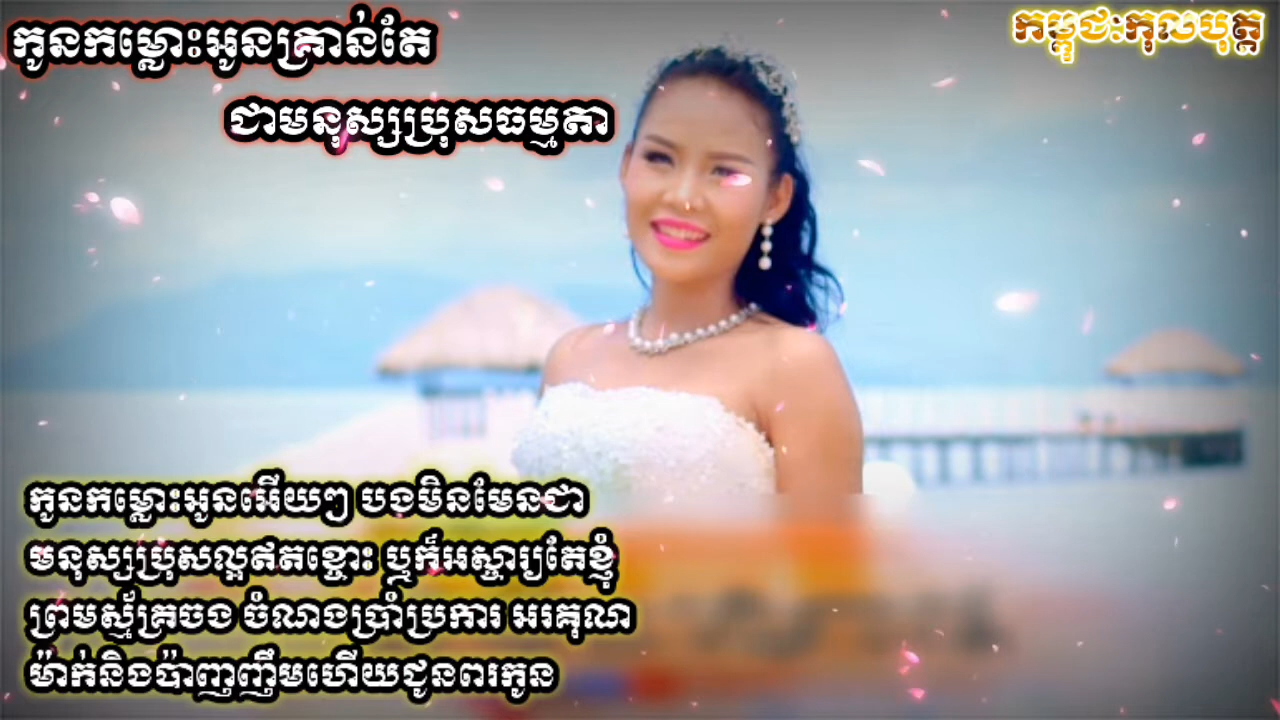 កូនកម្លោះអូនគ្រាន់តែ
ជាមនុស្សប្រុសធម្មតា
កម្ពុជៈកុលបុត្ត
កូនកម្លោះអូនអើយៗ បងមិនមែនជា
មនុស្សប្រុសល្អឥតខ្ចោះ ឬក៏អស្ចារ្យតែខ្ញុំ
ព្រមស្ម័គ្រចង ចំណងប្រាំប្រការ អរគុណ
ម៉ាក់និងប៉ាញញឹមហើយជូនពរកូន